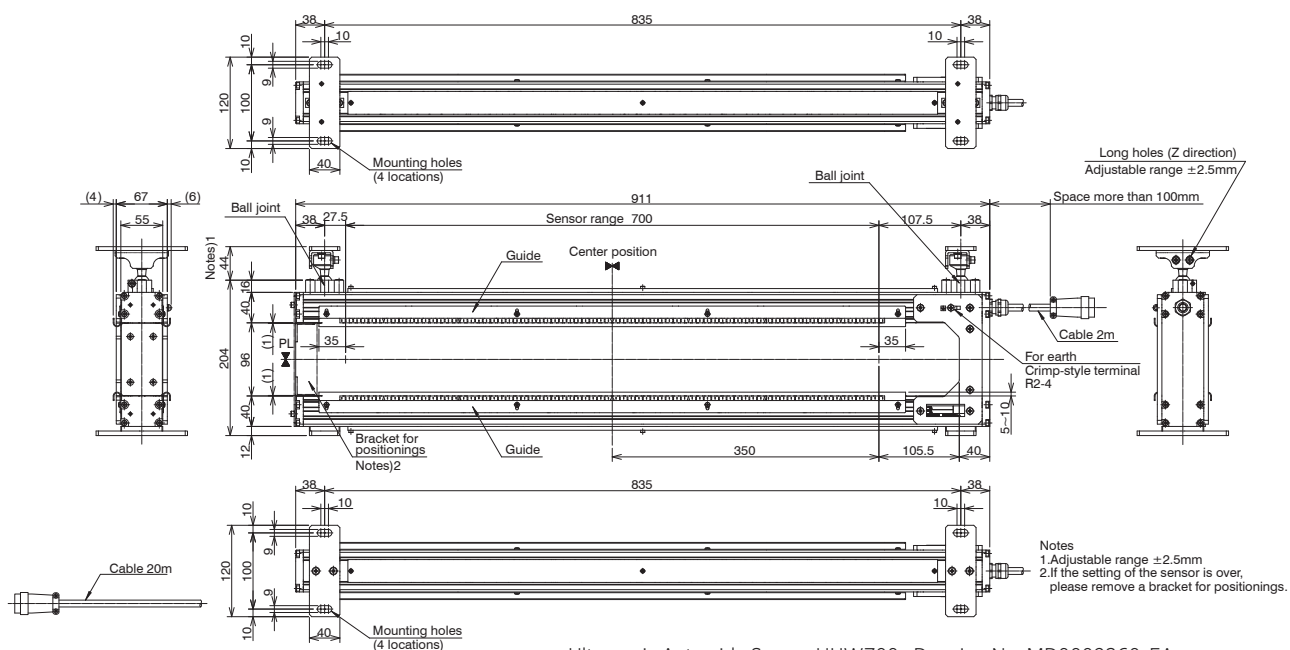 38
835
38
10
10
10
9
120
100
9
10
40
Mounting holes
(4 locations)
Long holes (Z direction)
Adjustable range ±2.5mm
Ball joint
Space more than 100mm
911
(4)
67
(6)
55
Ball joint
38
27.5
Sensor range 700
107.5
38
Center position
Notes)1
44
Guide
16
40
204
96
40
12
(1)
(1)
PL
35
35
Cable 2m
For earth
Crimp-style terminal
R2-4
5~10
Bracket for
positionings
Notes)2
Guide
350
105.5
40
38
835
38
10
10
10
9
120
100
9
10
40
Mounting holes
(4 locations)
Cable 20m
Notes
1.Adjustable range ±2.5mm
2.If the setting of the sensor is over,
please remove a bracket for positionings.